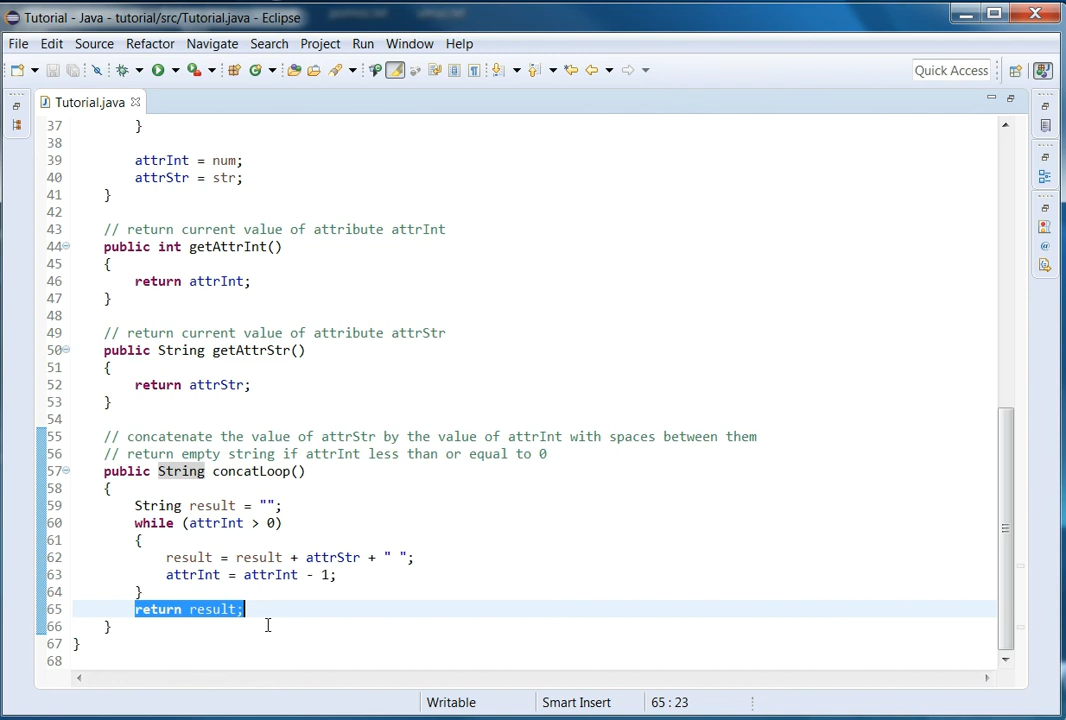 Tutorial - Java - tutorial/src/Tutorial.java - Eclipse
File Edit Source Refactor Navigate Search Project Run Window Help
Quick Access
Tutorial.java
37 }
38
39 attrInt = num;
40 attrStr = str;
41 }
42
43 // return current value of attribute attrInt
44 public int getAttrInt()
45 {
46 return attrInt;
47 }
48
49 // return current value of attribute attrStr
50 public String getAttrStr()
51 {
52 return attrStr;
53 }
54
55 // concatenate the value of attrStr by the value of attrInt with spaces between them
56 // return empty string if attrInt less than or equal to 0
57 public String concatLoop()
58 {
59 String result = "";
60 while (attrInt > 0)
61 {
62 result = result + attrStr + " ";
63 attrInt = attrInt - 1;
64 }
65 return result;
66 }
67 }
68
Writable Smart Insert 65 : 23